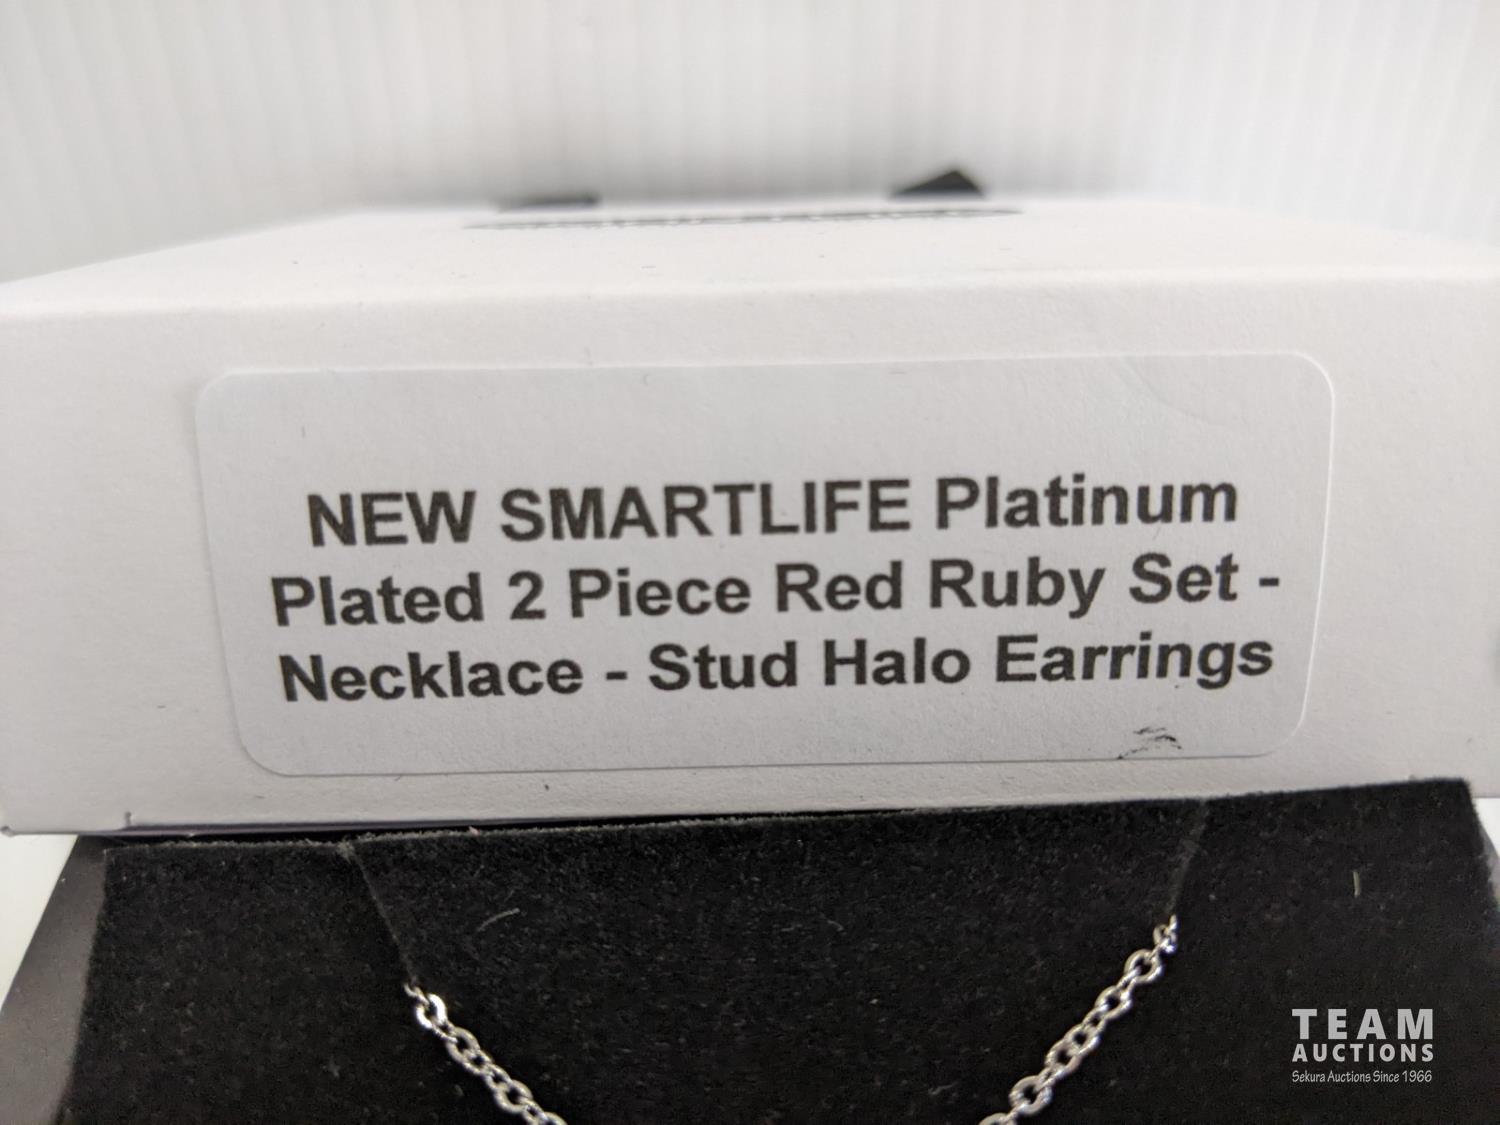 NEW SMARTLIFE Platinum
Plated 2 Piece Red Ruby Set -
Necklace - Stud Halo Earrings
TEAM
AUCTIONS
Sekura Auctions Since 1966